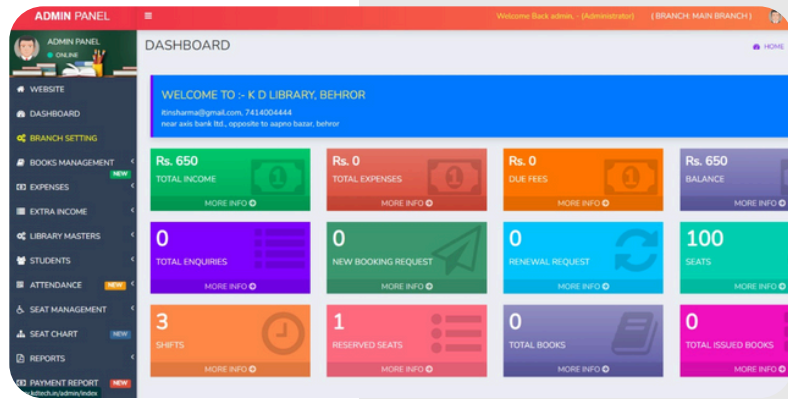 ADMIN PANEL
Welcome Back admin, - (Administrator)
( BRANCH: MAIN BRANCH )
ADMIN PANEL
ONLINE
DASHBOARD
HOME
WEBSITE
DASHBOARD
BRANCH SETTING
BOOKS MANAGEMENT
NEW
EXPENSES
EXTRA INCOME
LIBRARY MASTERS
STUDENTS
ATTENDANCE NEW
SEAT MANAGEMENT
SEAT CHART NEW
REPORTS
PAYMENT REPORT NEW
kdtech.in/admin/index
WELCOME TO :- K D LIBRARY, BEHROR
itinsharma@gmail.com, 7414004444
near axis bank ltd., opposite to aapno bazar, behror
Rs. 650
TOTAL INCOME
MORE INFO
Rs. 0
TOTAL EXPENSES
MORE INFO
Rs. 0
DUE FEES
MORE INFO
Rs. 650
BALANCE
MORE INFO
0
TOTAL ENQUIRIES
MORE INFO
0
NEW BOOKING REQUEST
MORE INFO
0
RENEWAL REQUEST
MORE INFO
100
SEATS
MORE INFO
3
SHIFTS
MORE INFO
1
RESERVED SEATS
MORE INFO
0
TOTAL BOOKS
MORE INFO
0
TOTAL ISSUED BOOKS
MORE INFO